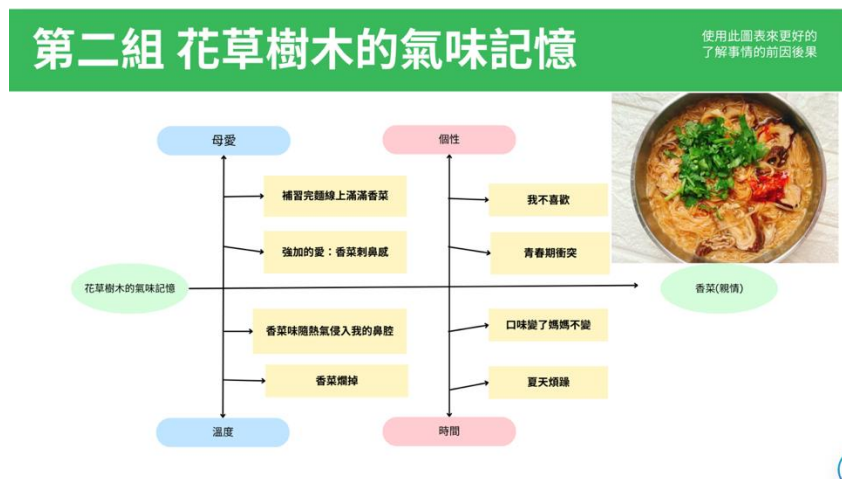 第二組 花草樹木的氣味記憶
使用此圖表來更好的
了解事情的前因後果
母愛
個性
補習完麵線上滿滿香菜
我不喜歡
強加的愛：香菜刺鼻感
青春期衝突
花草樹木的氣味記憶
香菜(親情)
香菜味隨熱氣侵入我的鼻腔
口味變了媽媽不變
香菜爛掉
夏天煩躁
溫度
時間